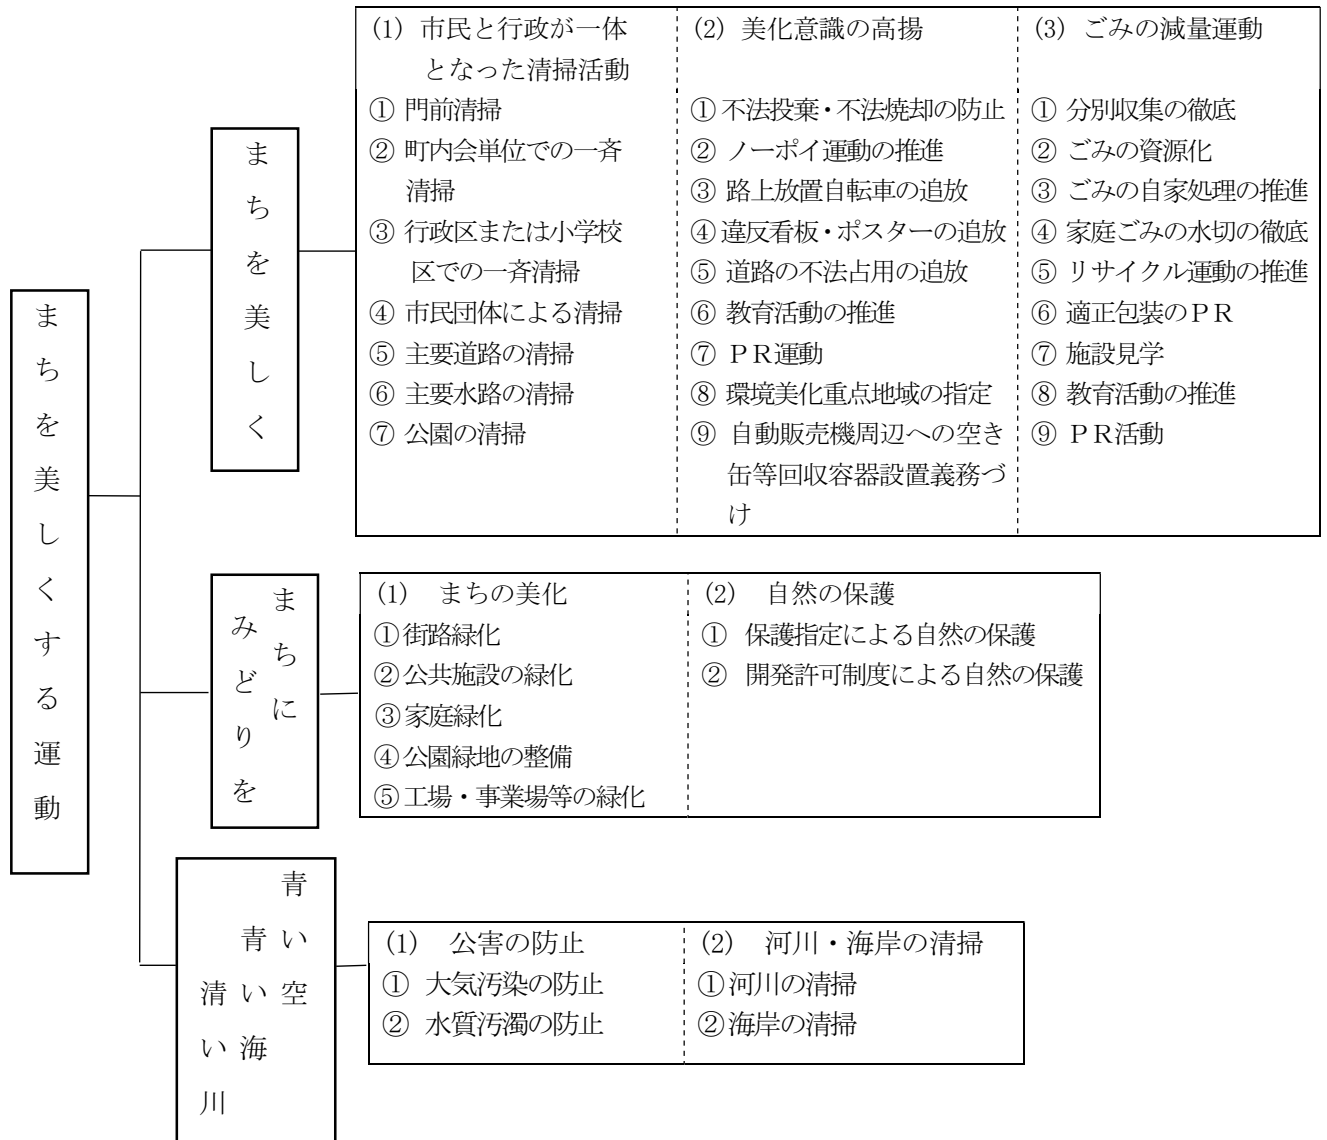 まちを美しくする運動
まちを美しく
(1) 市民と行政が一体
となった清掃活動
① 門前清掃
② 町内会単位での一斉
清掃
③ 行政区または小学校
区での一斉清掃
④ 市民団体による清掃
⑤ 主要道路の清掃
⑥ 主要水路の清掃
⑦ 公園の清掃
(2) 美化意識の高揚
①不法投棄・不法焼却の防止
② ノーポイ運動の推進
③ 路上放置自転車の追放
④違反看板・ポスターの追放
⑤ 道路の不法占用の追放
⑥ 教育活動の推進
⑦ ＰＲ運動
⑧ 環境美化重点地域の指定
⑨ 自動販売機周辺への空き
缶等回収容器設置義務づ
け
(3) ごみの減量運動
① 分別収集の徹底
② ごみの資源化
③ ごみの自家処理の推進
④ 家庭ごみの水切の徹底
⑤ リサイクル運動の推進
⑥ 適正包装のＰＲ
⑦ 施設見学
⑧ 教育活動の推進
⑨ ＰＲ活動
まちに
みどりを
(1) まちの美化
①街路緑化
②公共施設の緑化
③家庭緑化
④公園緑地の整備
⑤工場・事業場等の緑化
(2) 自然の保護
① 保護指定による自然の保護
② 開発許可制度による自然の保護
青い空
青い海
清い川
(1) 公害の防止
① 大気汚染の防止
② 水質汚濁の防止
(2) 河川・海岸の清掃
①河川の清掃
②海岸の清掃